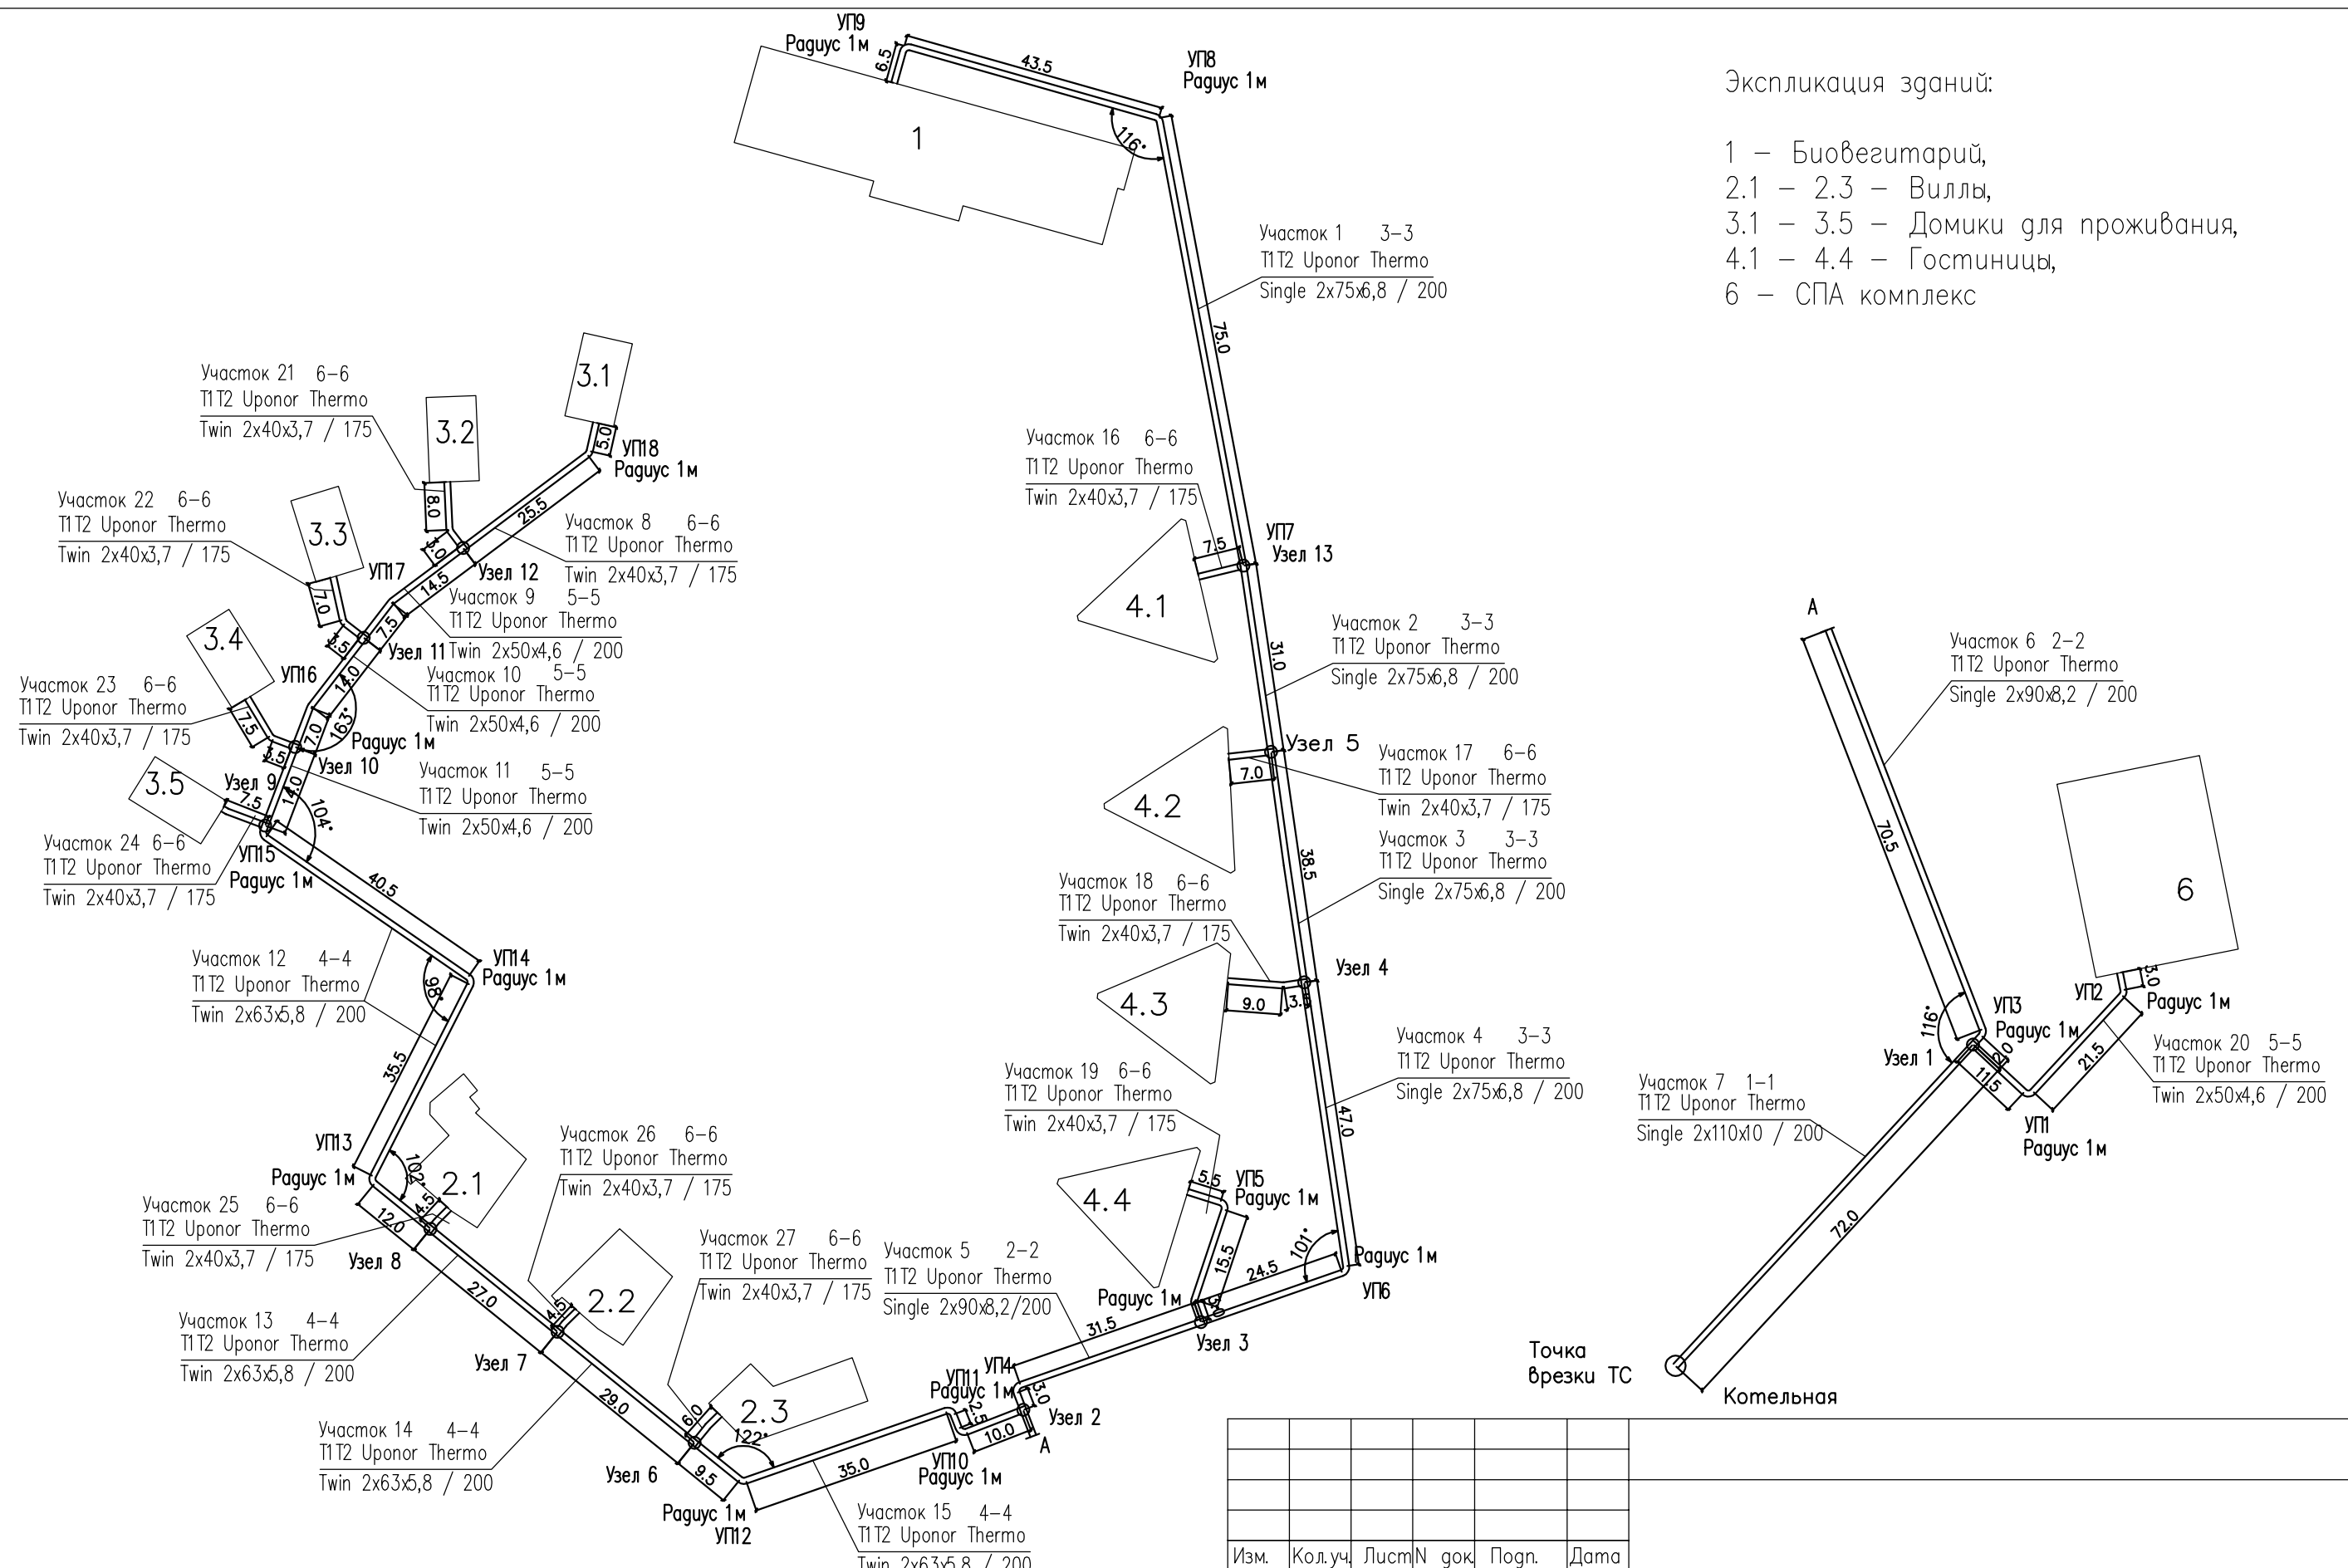 УП9
Радиус 1м
6.5
43.5
УП8
Радиус 1м
116°
1
Экспликация зданий:
1 – Биовегитарий,
2.1 – 2.3 – Виллы,
3.1 – 3.5 – Домики для проживания,
4.1 – 4.4 – Гостиницы,
6 – СПА комплекс
Участок 1 3–3
T1T2 Uponor Thermo
Single 2x75x6,8 / 200
75.0
Участок 21 6–6
T1T2 Uponor Thermo
Twin 2x40x3,7 / 175
3.1
3.2
5.0
УП18
Радиус 1м
8.0
3.0
25.5
Участок 22 6–6
T1T2 Uponor Thermo
Twin 2x40x3,7 / 175
3.3
Участок 8 6–6
T1T2 Uponor Thermo
Twin 2x40x3,7 / 175
УП17
Узел 12
14.5
7.0
3.5
7.5
Участок 9 5–5
T1T2 Uponor Thermo
Twin 2x50x4,6 / 200
Узел 11
3.4
УП16
14.0
Участок 10 5–5
T1T2 Uponor Thermo
Twin 2x50x4,6 / 200
163°
Участок 23 6–6
T1T2 Uponor Thermo
Twin 2x40x3,7 / 175
7.5
3.5
7.0
Радиус 1м
Узел 10
Участок 11 5–5
T1T2 Uponor Thermo
Twin 2x50x4,6 / 200
3.5
Узел 9
7.5
14.0
104°
Участок 24 6–6
T1T2 Uponor Thermo
Twin 2x40x3,7 / 175
УП15
Радиус 1м
40.5
Участок 12 4–4
T1T2 Uponor Thermo
Twin 2x63x5,8 / 200
УП14
Радиус 1м
98°
35.5
УП13
Радиус 1м
102°
2.1
4.5
12.0
Участок 25 6–6
T1T2 Uponor Thermo
Twin 2x40x3,7 / 175
Узел 8
27.0
Участок 26 6–6
T1T2 Uponor Thermo
Twin 2x40x3,7 / 175
4.5
2.2
Участок 13 4–4
T1T2 Uponor Thermo
Twin 2x63x5,8 / 200
Узел 7
29.0
Участок 27 6–6
T1T2 Uponor Thermo
Twin 2x40x3,7 / 175
6.0
2.3
122°
Участок 14 4–4
T1T2 Uponor Thermo
Twin 2x63x5,8 / 200
Узел 6
9.5
Радиус 1м
УП12
35.0
Участок 15 4–4
T1T2 Uponor Thermo
Twin 2x63x5,8 / 200
УП11
Радиус 1м
2.5
10.0
УП10
Радиус 1м
УП4
3.0
Узел 2
А
Участок 5 2–2
T1T2 Uponor Thermo
Single 2x90x8,2/200
31.5
Радиус 1м
3.0
Узел 3
24.5
101°
Радиус 1м
УП6
Участок 16 6–6
T1T2 Uponor Thermo
Twin 2x40x3,7 / 175
7.5
УП7
Узел 13
4.1
Участок 2 3–3
T1T2 Uponor Thermo
Single 2x75x6,8 / 200
31.0
Узел 5
7.0
4.2
Участок 17 6–6
T1T2 Uponor Thermo
Twin 2x40x3,7 / 175
38.5
Участок 3 3–3
T1T2 Uponor Thermo
Single 2x75x6,8 / 200
Участок 18 6–6
T1T2 Uponor Thermo
Twin 2x40x3,7 / 175
Узел 4
4.3
9.0
Участок 4 3–3
T1T2 Uponor Thermo
Single 2x75x6,8 / 200
47.0
Участок 19 6–6
T1T2 Uponor Thermo
Twin 2x40x3,7 / 175
4.4
5.5
УП5
Радиус 1м
15.5
А
Участок 6 2–2
T1T2 Uponor Thermo
Single 2x90x8,2 / 200
70.5
6
3.0
УП2
Радиус 1м
УП3
Радиус 1м
116°
Узел 1
2.0
11.5
21.5
Участок 20 5–5
T1T2 Uponor Thermo
Twin 2x50x4,6 / 200
УП1
Радиус 1м
Участок 7 1–1
T1T2 Uponor Thermo
Single 2x110x10 / 200
72.0
Точка
врезки ТС
Котельная
Изм. Кол.уч. Лист N док. Подп. Дата